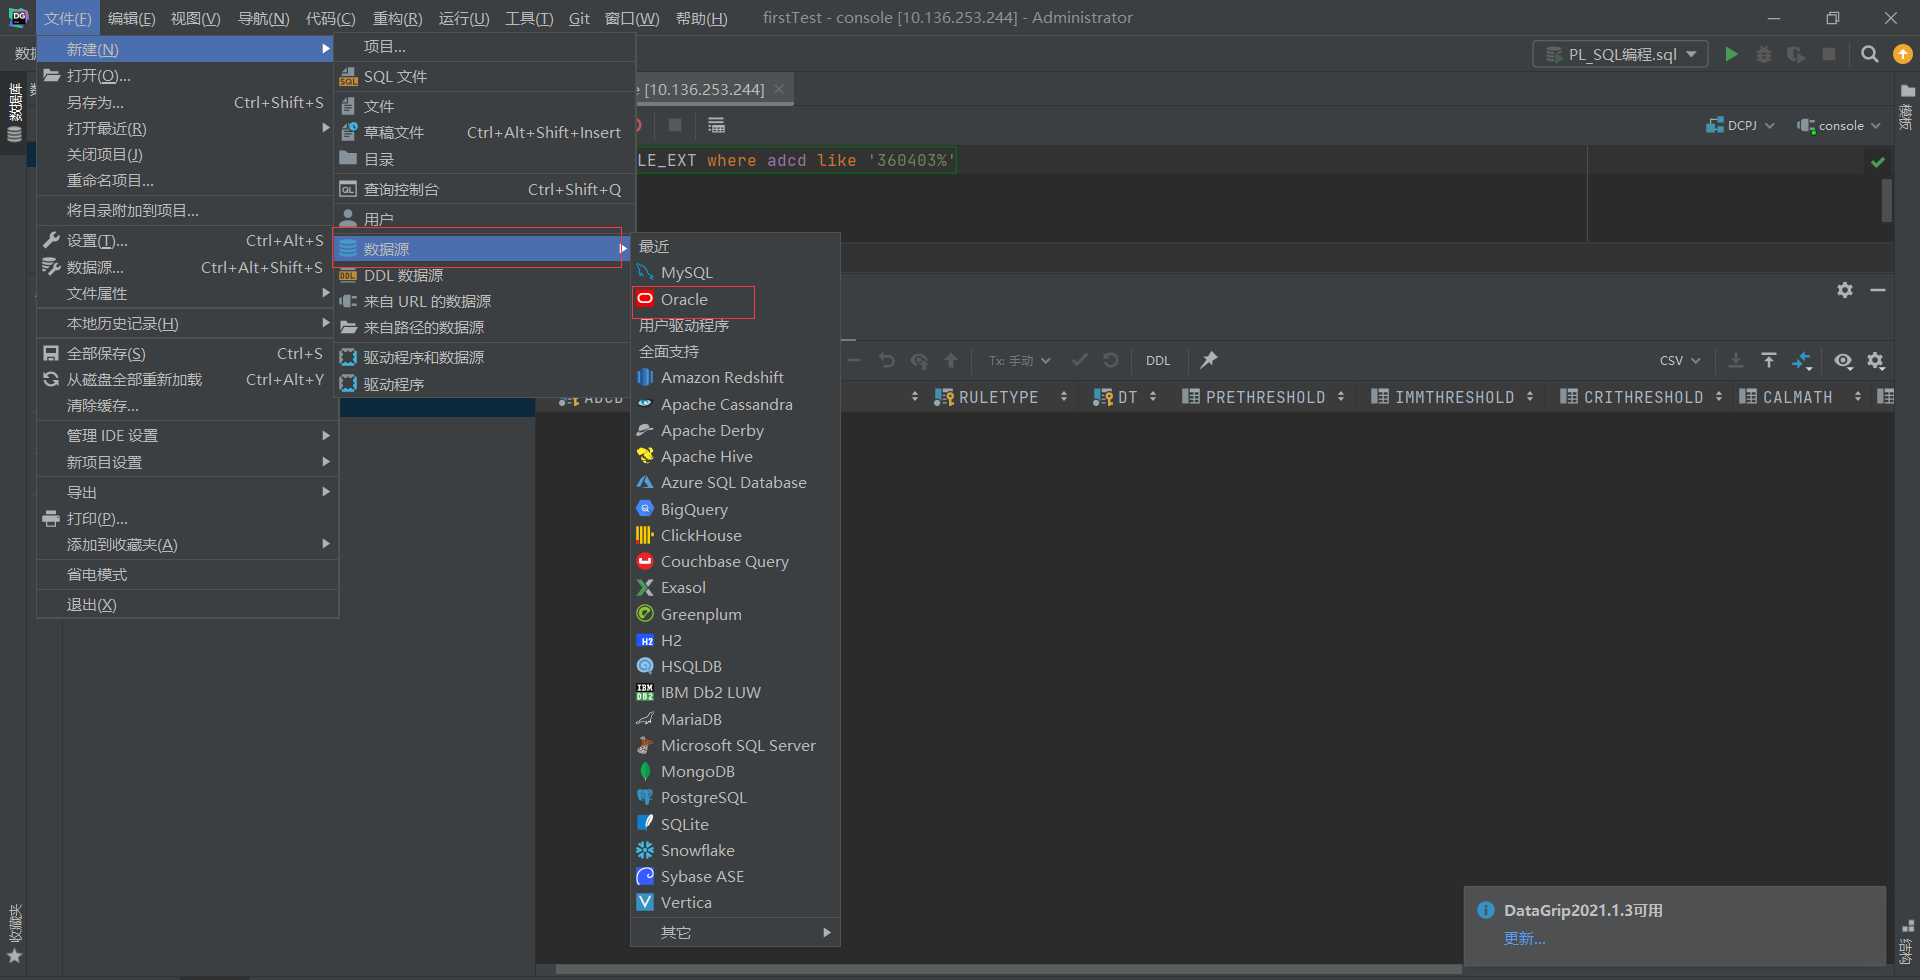 文件(F) 编辑(E) 视图(V) 导航(N) 代码(C) 重构(R) 运行(U) 工具(T) Git 窗口(W) 帮助(H) firstTest - console [10.136.253.244] - Administrator
PL_SQL编程.sql
[10.136.253.244]
DCPJ console
LE_EXT where adcd like '360403%'
数据库
新建(N)
打开(O)...
另存为... Ctrl+Shift+S
打开最近(R)
关闭项目(J)
重命名项目...
将目录附加到项目...
设置(T)... Ctrl+Alt+S
数据源... Ctrl+Alt+Shift+S
文件属性
本地历史记录(H)
全部保存(S) Ctrl+S
从磁盘全部重新加载 Ctrl+Alt+Y
清除缓存...
管理 IDE 设置
新项目设置
导出
打印(P)...
添加到收藏夹(A)
省电模式
退出(X)
项目...
SQL 文件
文件
草稿文件 Ctrl+Alt+Shift+Insert
目录
查询控制台 Ctrl+Shift+Q
用户
数据源
DDL 数据源
来自 URL 的数据源
来自路径的数据源
驱动程序和数据源
驱动程序
最近
MySQL
Oracle
用户驱动程序
全面支持
Amazon Redshift
Apache Cassandra
Apache Derby
Apache Hive
Azure SQL Database
BigQuery
ClickHouse
Couchbase Query
Exasol
Greenplum
H2
HSQLDB
IBM Db2 LUW
MariaDB
Microsoft SQL Server
MongoDB
PostgreSQL
SQLite
Snowflake
Sybase ASE
Vertica
其它
Tx: 手动 DDL CSV
ADCD RULETYPE DT PRETHRESHOLD IMMTHRESHOLD CRITHRESHOLD CALMATH
模板
收藏夹
结构
DataGrip2021.1.3可用
更新...